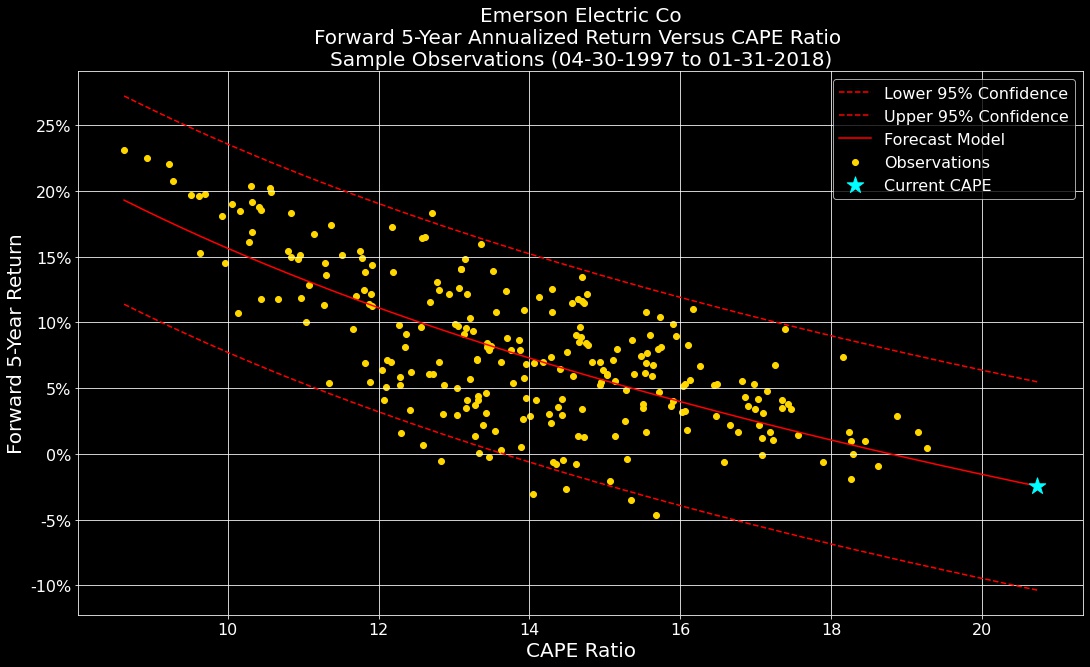 Emerson Electric Co
Forward 5-Year Annualized Return Versus CAPE Ratio
Sample Observations (04-30-1997 to 01-31-2018)
Lower 95% Confidence
Upper 95% Confidence
Forecast Model
Observations
Current CAPE
Forward 5-Year Return
25%
20%
15%
10%
5%
0%
-5%
-10%
10 12 14 16 18 20
CAPE Ratio